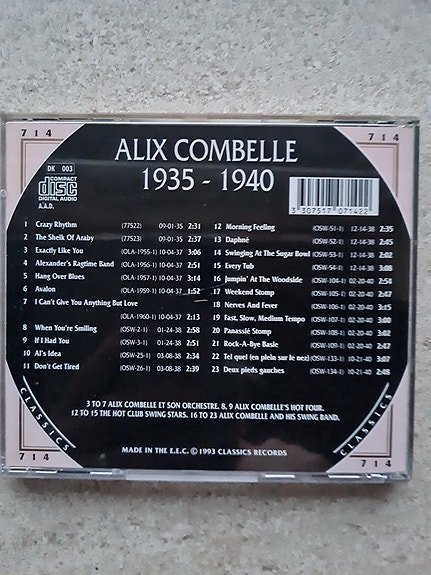 714
714
ALIX COMBELLE
1935 - 1940
DK 003
COMPACT
disc
DIGITAL AUDIO
A.A.D.
3 307517 071422
1 Crazy Rhythm (77522) 09-01-35 2:31
2 The Sheik Of Araby (77523) 09-01-35 2:37
3 Exactly Like You (OLA-1955-1) 10-04-37 3:06
4 Alexander's Ragtime Band (OLA-1956-1) 10-04-37 2:51
5 Hang Over Blues (OLA-1957-1) 10-04-37 3:14
6 Avalon (OLA-1959-1) 10-04-37 1:52
7 I Can't Give You Anything But Love
(OLA-1960-1) 10-04-37 2:13
8 When You're Smiling (OSW-2-1) 01-24-38 2:58
9 If I Had You (OSW-3-1) 01-24-38 2:51
10 Al's Idea (OSW-25-1) 03-08-38 2:34
11 Don't Get Tired (OSW-26-1) 03-08-38 2:39
12 Morning Feeling (OSW-51-1) 12-14-38 2:35
13 Daphné (OSW-52-1) 12-14-38 2:45
14 Swinging At The Sugar Bowl (OSW-53-1) 12-14-38 2:02
15 Every Tub (OSW-54-1) 12-14-38 3:08
16 Jumpin' At The Woodside (OSW-104-1) 02-20-40 2:51
17 Weekend Stomp (OSW-105-1) 02-20-40 2:47
18 Nerves And Fever (OSW-106-1) 02-20-40 3:15
19 Fast, Slow, Medium Tempo (OSW-107-1) 02-20-40 3:00
20 Panassié Stomp (OSW-108-1) 02-20-40 3:02
21 Rock-A-Bye Basie (OSW-109-1) 02-20-40 2:52
22 Tel quel (en plein sur le nez) (OSW-133-1) 10-21-40 3:07
23 Deux pieds gauches (OSW-134-1) 10-21-40 2:48
3 TO 7 ALIX COMBELLE ET SON ORCHESTRE. 8, 9 ALIX COMBELLE'S HOT FOUR.
12 TO 15 THE HOT CLUB SWING STARS. 16 TO 23 ALIX COMBELLE AND HIS SWING BAND.
MADE IN THE E.E.C. © 1993 CLASSICS RECORDS
CLASSICS
CLASSICS
714
714